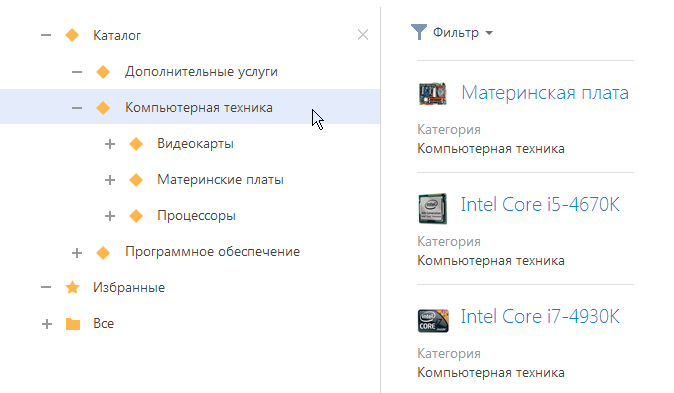 Каталог
Дополнительные услуги
Компьютерная техника
Видеокарты
Материнские платы
Процессоры
Программное обеспечение
Избранные
Все
Фильтр
Материнская плата
Категория
Компьютерная техника
Intel Core i5-4670K
Категория
Компьютерная техника
Intel Core i7-4930K
Категория
Компьютерная техника